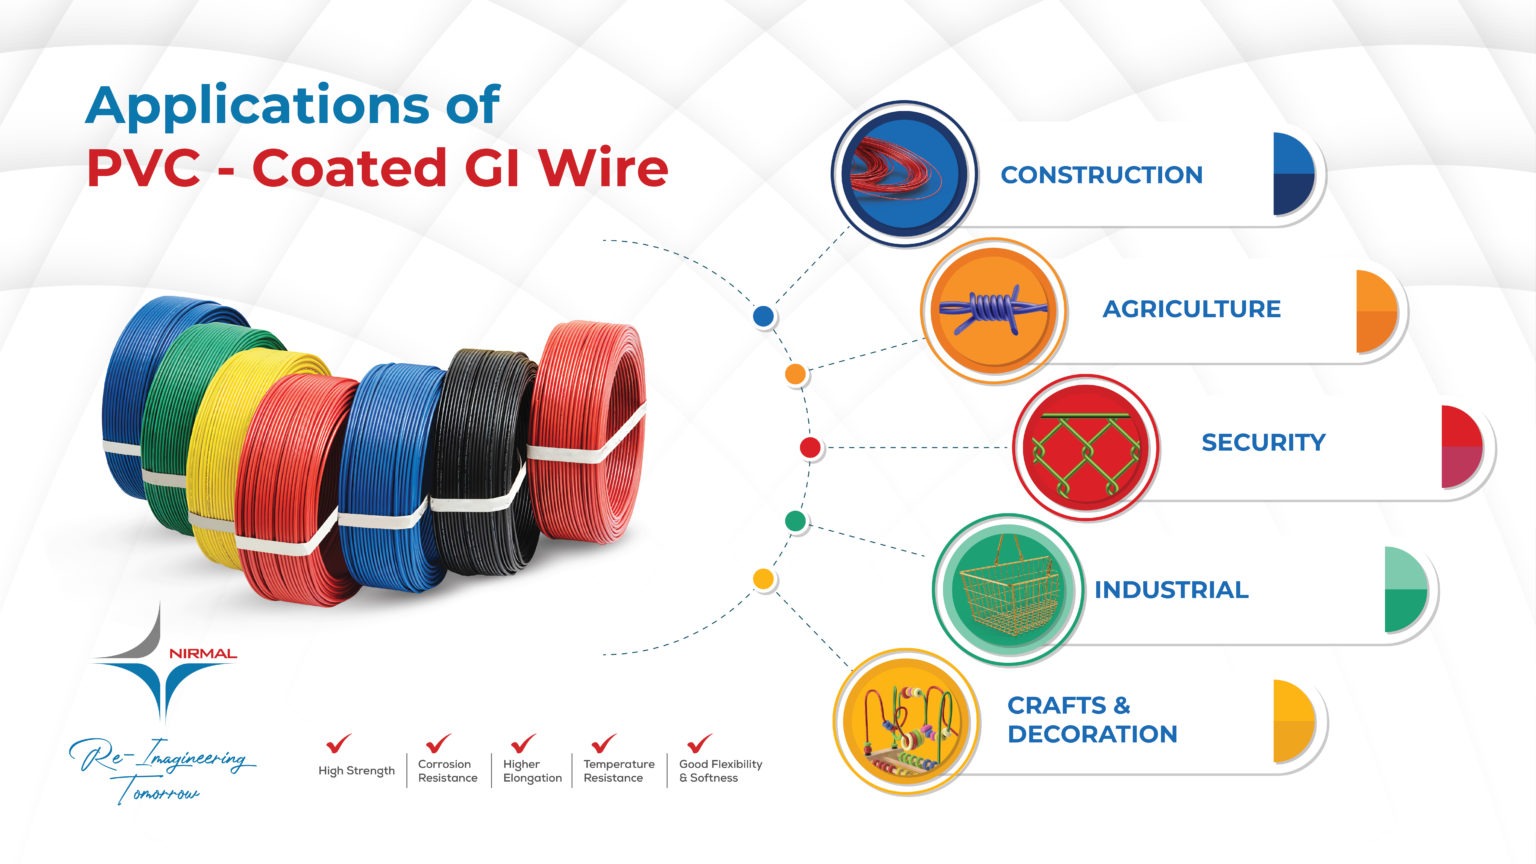 Applications of
PVC - Coated GI Wire
CONSTRUCTION
AGRICULTURE
SECURITY
INDUSTRIAL
CRAFTS &
DECORATION
NIRMAL
Re-Imagineering
Tomorrow
High Strength
Corrosion
Resistance
Higher
Elongation
Temperature
Resistance
Good Flexibility
& Softness